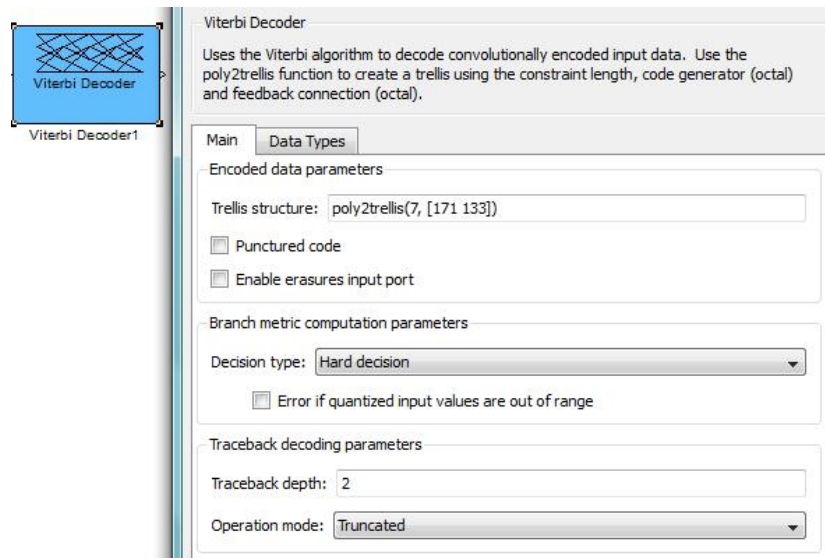 Viterbi Decoder
Viterbi Decoder1
Viterbi Decoder
Uses the Viterbi algorithm to decode convolutionally encoded input data. Use the
poly2trellis function to create a trellis using the constraint length, code generator (octal)
and feedback connection (octal).
Main Data Types
Encoded data parameters
Trellis structure: poly2trellis(7, [171 133])
Punctured code
Enable erasures input port
Branch metric computation parameters
Decision type: Hard decision
Error if quantized input values are out of range
Traceback decoding parameters
Traceback depth: 2
Operation mode: Truncated